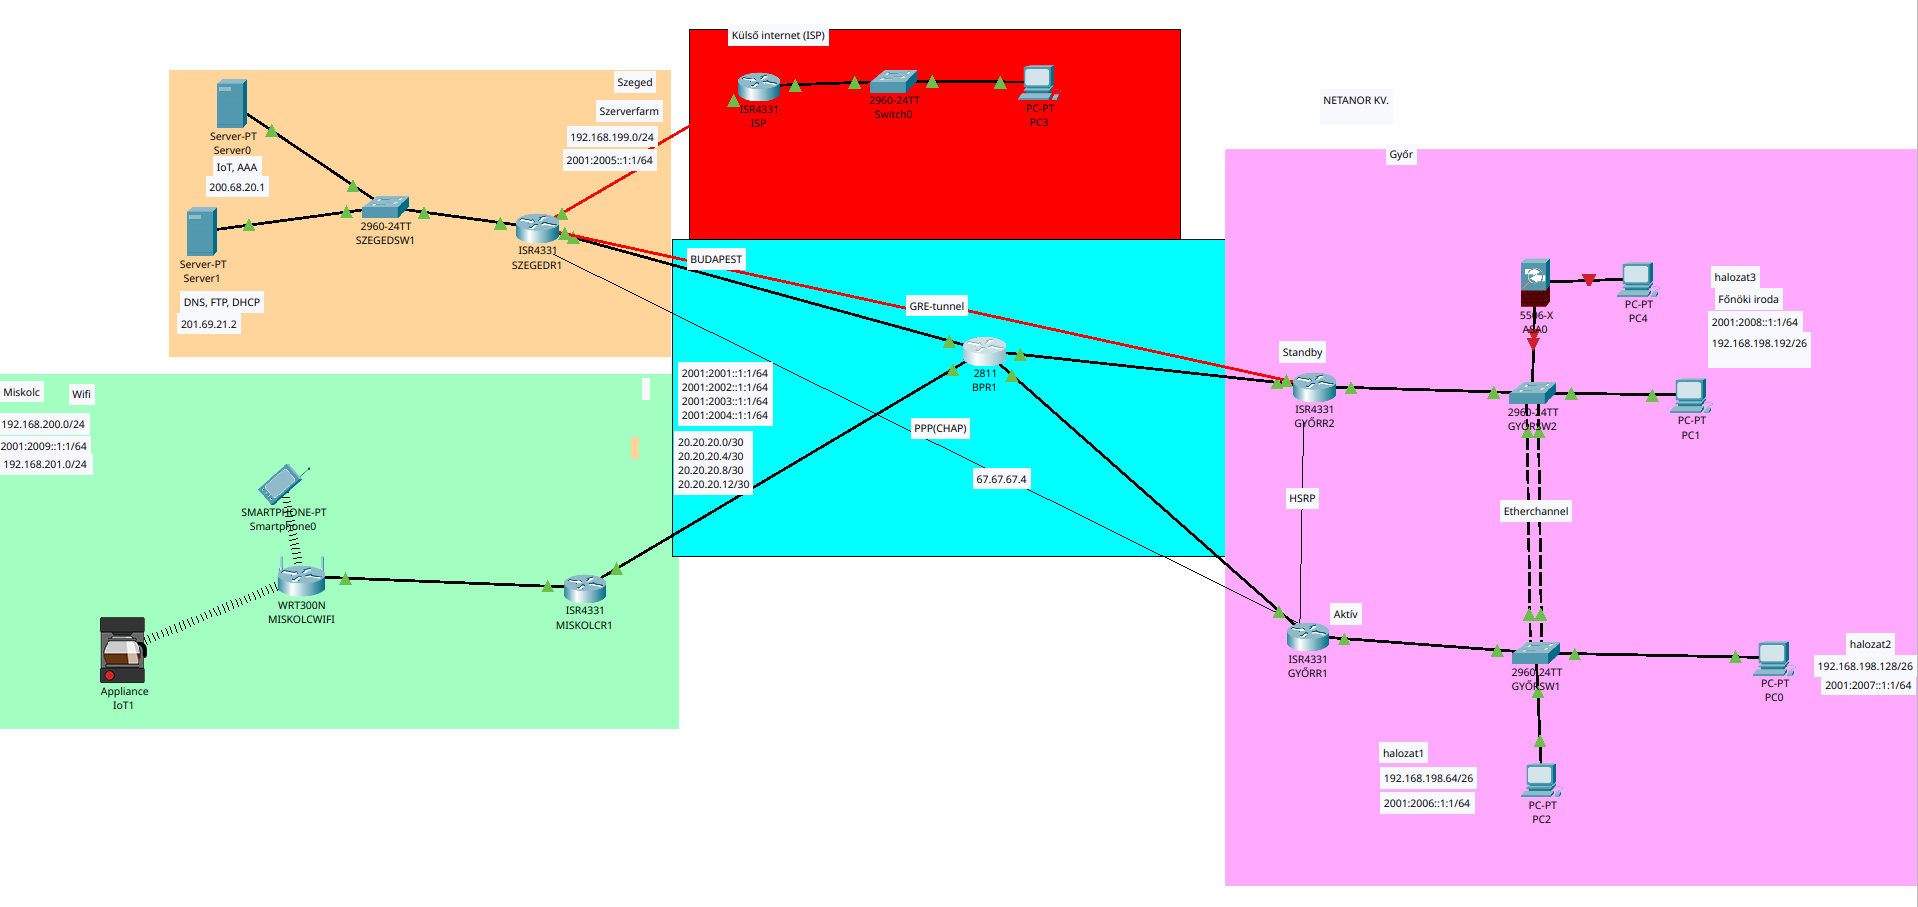 Külső internet (ISP)
ISR4331
ISP
2960-24TT
Switch0
PC-PT
PC3
NETANOR KV.
Szeged
Szerverfarm
192.168.199.0/24
2001:2005::1:1/64
Server-PT
Server0
IoT, AAA
200.68.20.1
2960-24TT
SZEGEDSW1
ISR4331
SZEGEDR1
Server-PT
Server1
DNS, FTP, DHCP
201.69.21.2
BUDAPEST
GRE-tunnel
2811
BPR1
2001:2001::1:1/64
2001:2002::1:1/64
2001:2003::1:1/64
2001:2004::1:1/64
20.20.20.0/30
20.20.20.4/30
20.20.20.8/30
20.20.20.12/30
PPP(CHAP)
67.67.67.4
Miskolc
Wifi
192.168.200.0/24
2001:2009::1:1/64
192.168.201.0/24
SMARTPHONE-PT
Smartphone0
WRT300N
MISKOLCWIFI
ISR4331
MISKOLCR1
Appliance
IoT1
Győr
5506-X
ASA0
PC-PT
PC4
halozat3
Főnöki iroda
2001:2008::1:1/64
192.168.198.192/26
Standby
ISR4331
GYŐRR2
2960-24TT
GYŐRSW2
PC-PT
PC1
HSRP
Etherchannel
Aktív
ISR4331
GYŐRR1
2960-24TT
GYŐRSW1
PC-PT
PC0
halozat2
192.168.198.128/26
2001:2007::1:1/64
halozat1
192.168.198.64/26
2001:2006::1:1/64
PC-PT
PC2